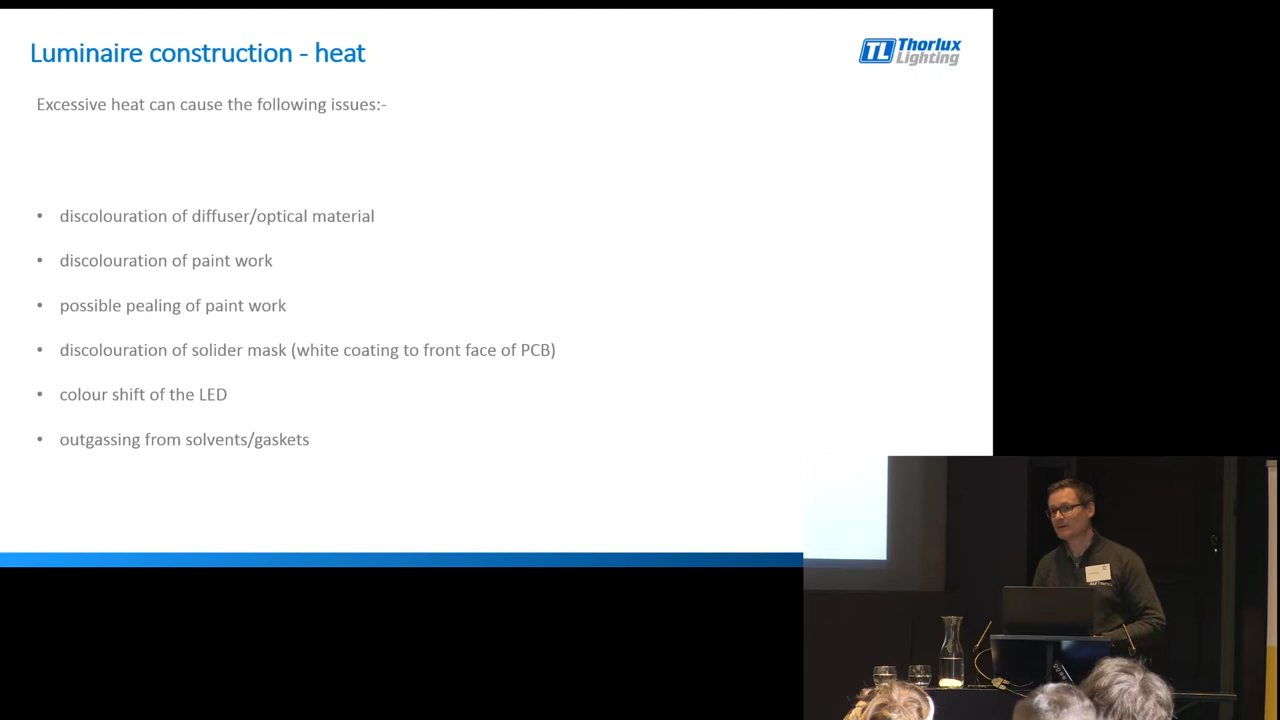 Luminaire construction - heat
TL Thorlux
Lighting
Excessive heat can cause the following issues:-
• discolouration of diffuser/optical material
• discolouration of paint work
• possible pealing of paint work
• discolouration of solider mask (white coating to front face of PCB)
• colour shift of the LED
• outgassing from solvents/gaskets